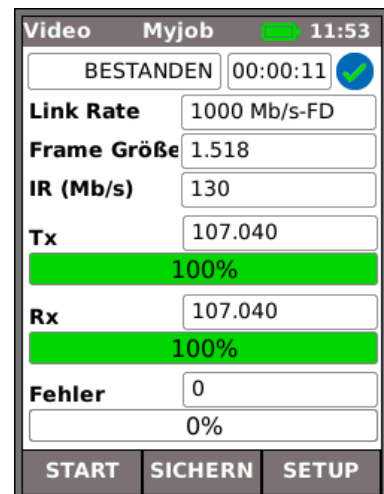 Video Myjob 11:53
BESTANDEN 00:00:11
Link Rate 1000 Mb/s-FD
Frame Größe 1.518
IR (Mb/s) 130
Tx 107.040
100%
Rx 107.040
100%
Fehler 0
0%
START SICHERN SETUP